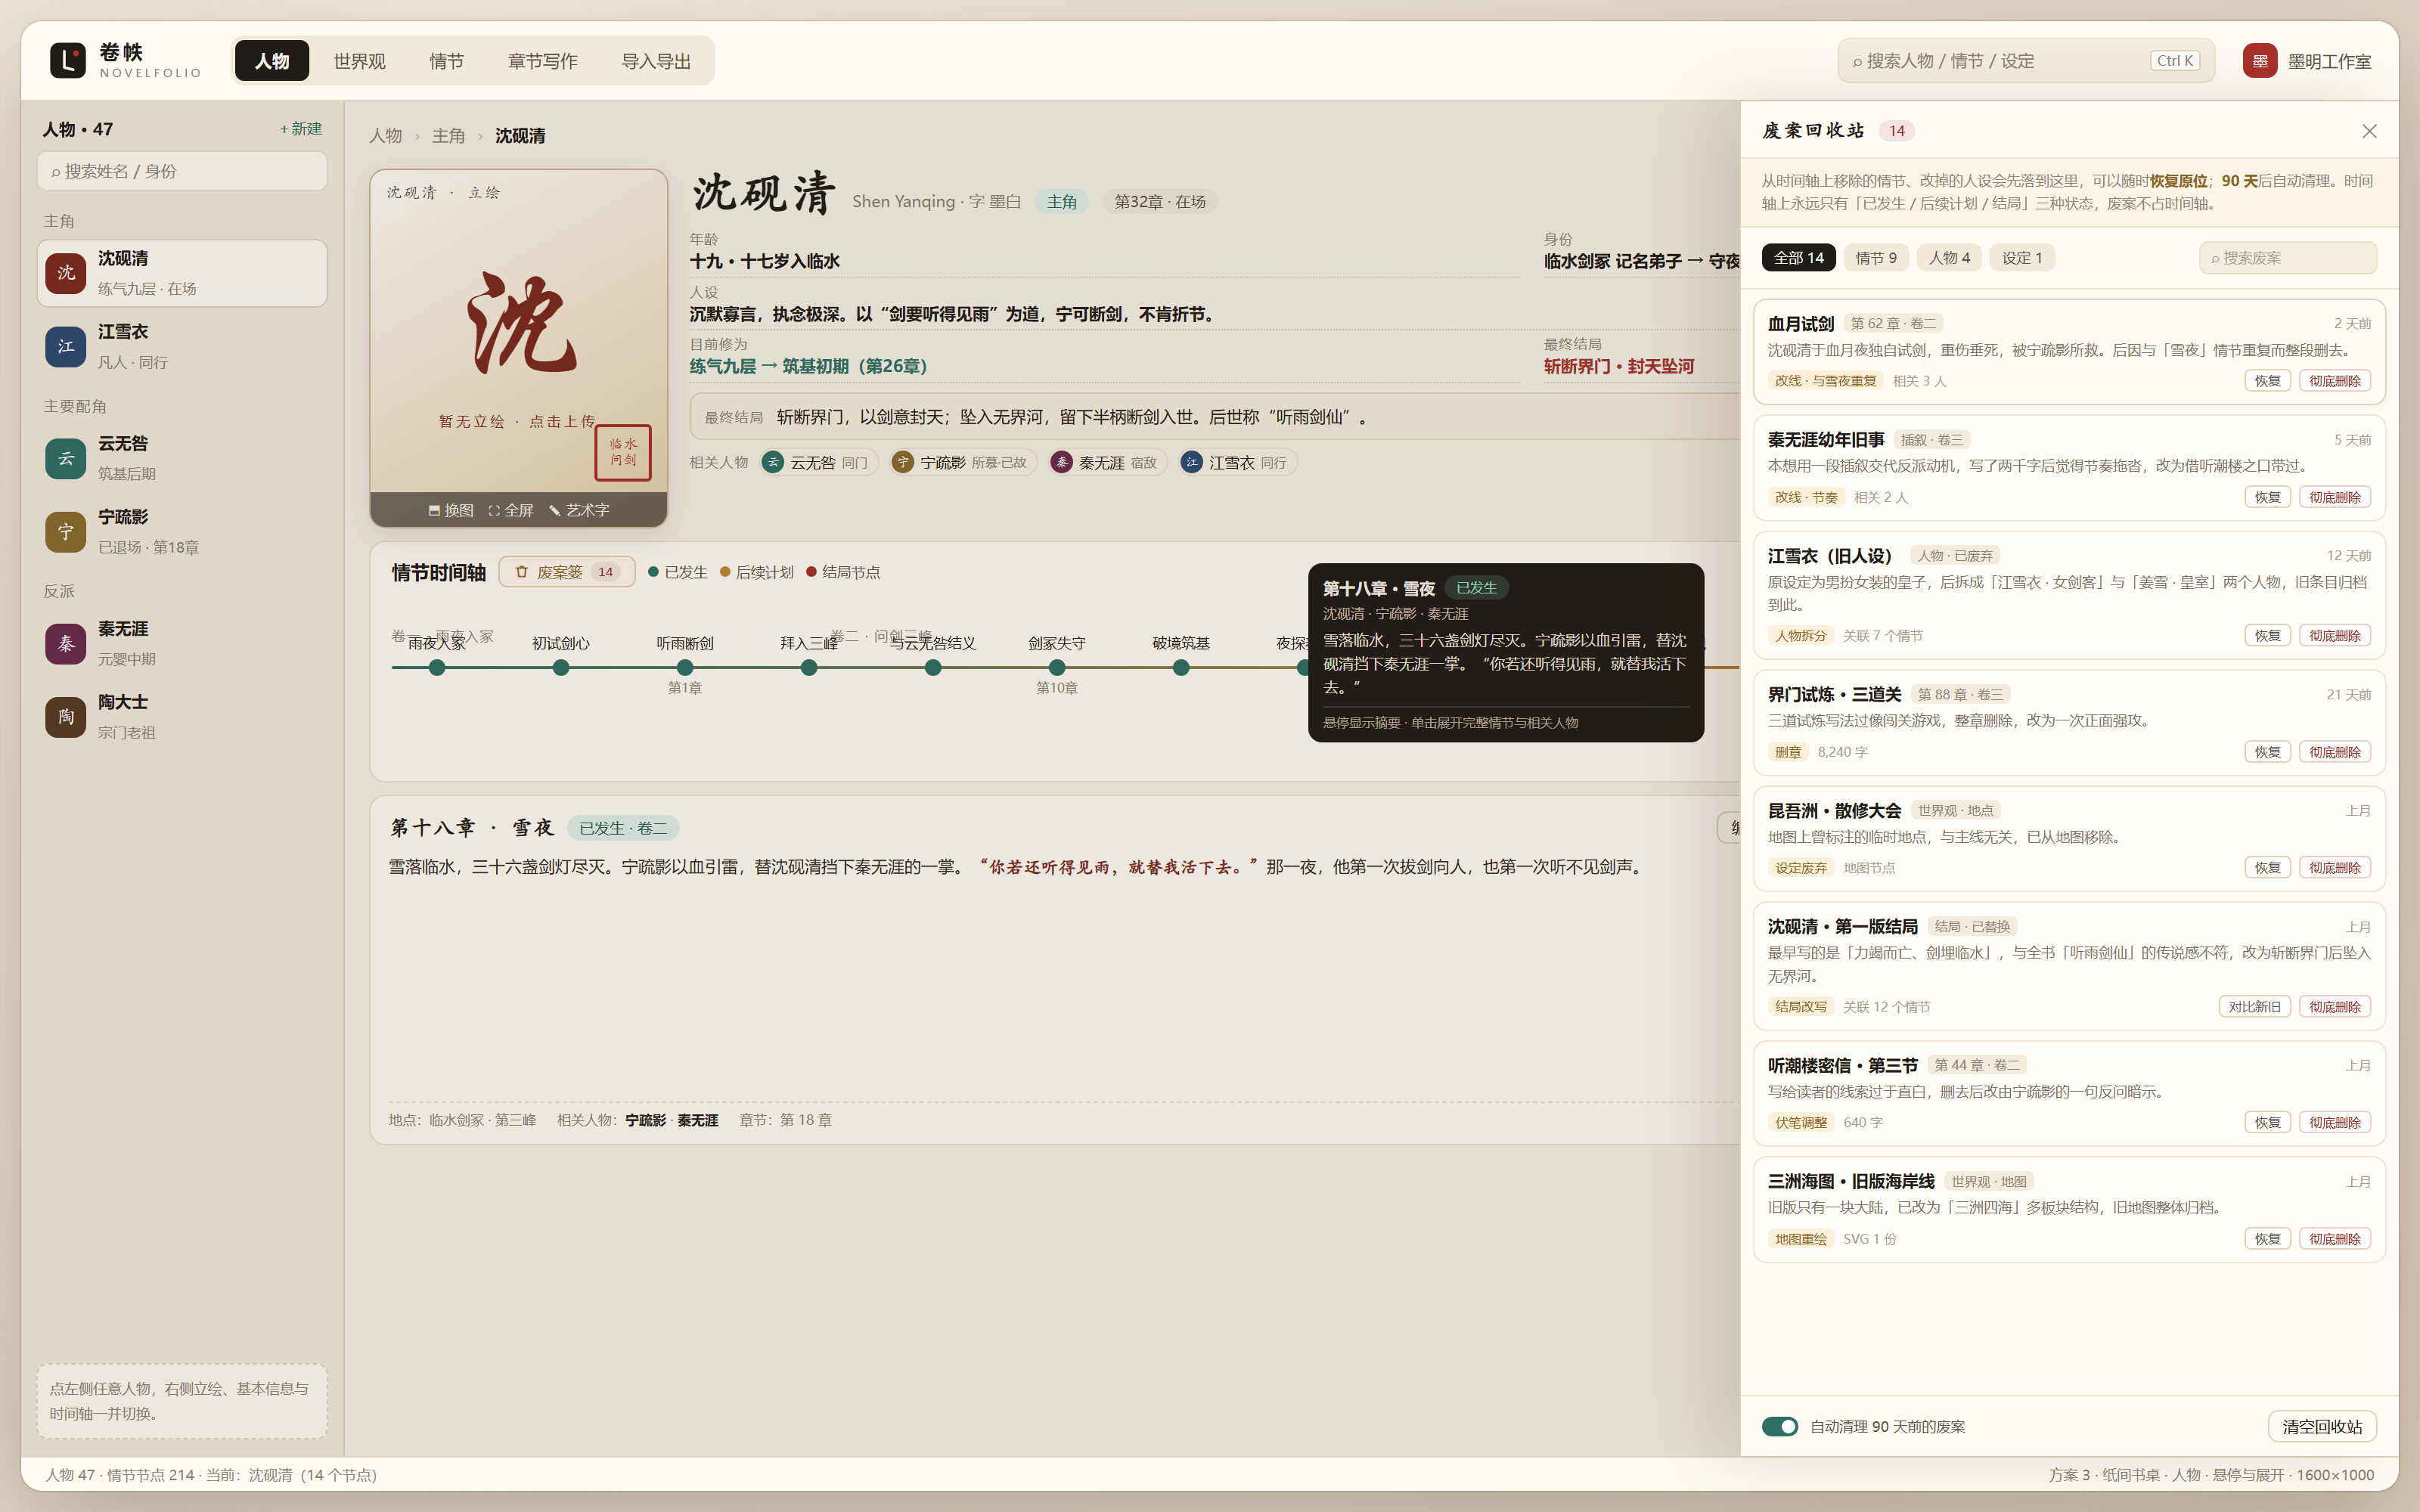 卷帙
NOVELFOLIO
人物
世界观
情节
章节写作
导入导出
搜索人物 / 情节 / 设定
Ctrl K
墨
墨明工作室
人物 · 47
+ 新建
搜索姓名 / 身份
主角
沈
沈砚清
练气九层 · 在场
江
江雪衣
凡人 · 同行
主要配角
云
云无咎
筑基后期
宁
宁疏影
已退场 · 第18章
反派
秦
秦无涯
元婴中期
陶
陶大士
宗门老祖
点左侧任意人物，右侧立绘、基本信息与
时间轴一并切换。
人物 › 主角 › 沈砚清
沈砚清 · 立绘
沈
暂无立绘 · 点击上传
临水
问剑
换图
全屏
艺术字
沈砚清
Shen Yanqing · 字 墨白
主角
第32章 · 在场
年龄
十九 · 十七岁入临水
身份
临水剑冢 记名弟子 → 守夜
人设
沉默寡言，执念极深。以“剑要听得见雨”为道，宁可断剑，不肯折节。
目前修为
练气九层 → 筑基初期（第26章）
最终结局
斩断界门 · 封天坠河
最终结局
斩断界门，以剑意封天；坠入无界河，留下半柄断剑入世。后世称“听雨剑仙”。
相关人物
云 云无咎 同门
宁 宁疏影 所慕·已故
秦 秦无涯 宿敌
江 江雪衣 同行
情节时间轴
废案篓 14
已发生
后续计划
结局节点
卷一 · 雨夜入冢
卷二 · 问剑三峰
雨夜入冢
初试剑心
听雨断剑
拜入三峰
与云无咎结义
剑冢失守
破境筑基
夜探
第1章
第10章
第十八章 · 雪夜
已发生
沈砚清 · 宁疏影 · 秦无涯
雪落临水，三十六盏剑灯尽灭。宁疏影以血引雷，替沈
砚清挡下秦无涯一掌。“你若还听得见雨，就替我活下
去。”
悬停显示摘要 · 单击展开完整情节与相关人物
第十八章 · 雪夜
已发生 · 卷二
雪落临水，三十六盏剑灯尽灭。宁疏影以血引雷，替沈砚清挡下秦无涯的一掌。“你若还听得见雨，就替我活下去。”那一夜，他第一次拔剑向人，也第一次听不见剑声。
地点：临水剑冢 · 第三峰
相关人物：宁疏影 · 秦无涯
章节：第 18 章
废案回收站
14
从时间轴上移除的情节、改掉的人设会先落到这里，可以随时恢复原位；90 天后自动清理。时间
轴上永远只有「已发生 / 后续计划 / 结局」三种状态，废案不占时间轴。
全部 14
情节 9
人物 4
设定 1
搜索废案
血月试剑
第 62 章 · 卷二
2 天前
沈砚清于血月夜独自试剑，重伤垂死，被宁疏影所救。后因与「雪夜」情节重复而整段删去。
改线 · 与雪夜重复
相关 3 人
恢复
彻底删除
秦无涯幼年旧事
插叙 · 卷三
5 天前
本想用一段插叙交代反派动机，写了两千字后觉得节奏拖沓，改为借听潮楼之口带过。
改线 · 节奏
相关 2 人
恢复
彻底删除
江雪衣（旧人设）
人物 · 已废弃
12 天前
原设定为男扮女装的皇子，后拆成「江雪衣 · 女剑客」与「姜雪 · 皇室」两个人物，旧条目归档
到此。
人物拆分
关联 7 个情节
恢复
彻底删除
界门试炼 · 三道关
第 88 章 · 卷三
21 天前
三道试炼写法过像闯关游戏，整章删除，改为一次正面强攻。
删章
8,240 字
恢复
彻底删除
昆吾洲 · 散修大会
世界观 · 地点
上月
地图上曾标注的临时地点，与主线无关，已从地图移除。
设定废弃
地图节点
恢复
彻底删除
沈砚清 · 第一版结局
结局 · 已替换
上月
最早写的是「力竭而亡、剑埋临水」，与全书「听雨剑仙」的传说感不符，改为斩断界门后坠入
无界河。
结局改写
关联 12 个情节
对比新旧
彻底删除
听潮楼密信 · 第三节
第 44 章 · 卷二
上月
写给读者的线索过于直白，删去后改由宁疏影的一句反问暗示。
伏笔调整
640 字
恢复
彻底删除
三洲海图 · 旧版海岸线
世界观 · 地图
上月
旧版只有一块大陆，已改为「三洲四海」多板块结构，旧地图整体归档。
地图重绘
SVG 1 份
恢复
彻底删除
自动清理 90 天前的废案
清空回收站
人物 47 · 情节节点 214 · 当前：沈砚清（14 个节点）
方案 3 · 纸间书桌 · 人物 · 悬停与展开 · 1600×1000